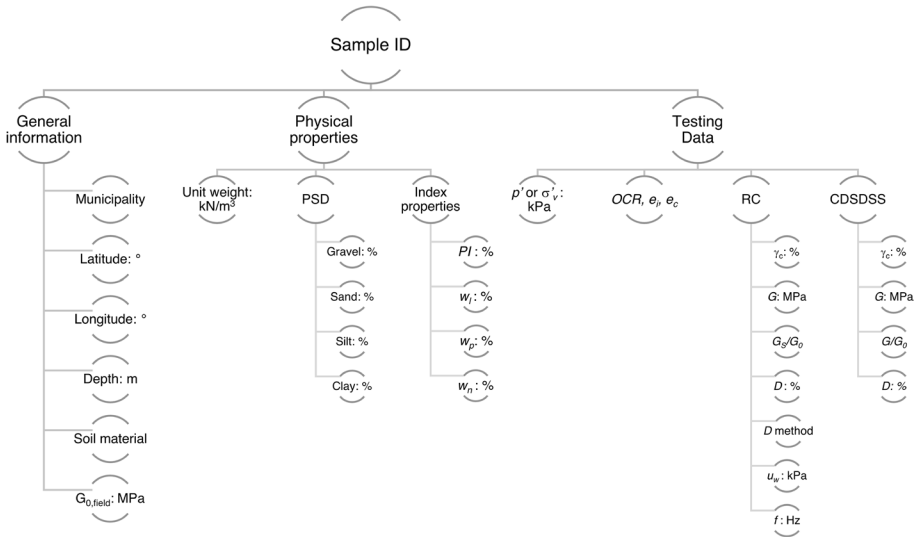 Sample ID
General
information
Physical
properties
Testing
Data
Municipality
Latitude: °
Longitude: °
Depth: m
Soil material
G0,field: MPa
Unit weight:
kN/m³
PSD
Gravel: %
Sand: %
Silt: %
Clay: %
Index
properties
PI : %
wl : %
wp: %
wn : %
p' or σ'v :
kPa
OCR, ei, ec
RC
γc: %
G: MPa
GS/G0
D : %
D method
uw: kPa
f : Hz
CDSDSS
γc: %
G: MPa
G/G0
D: %